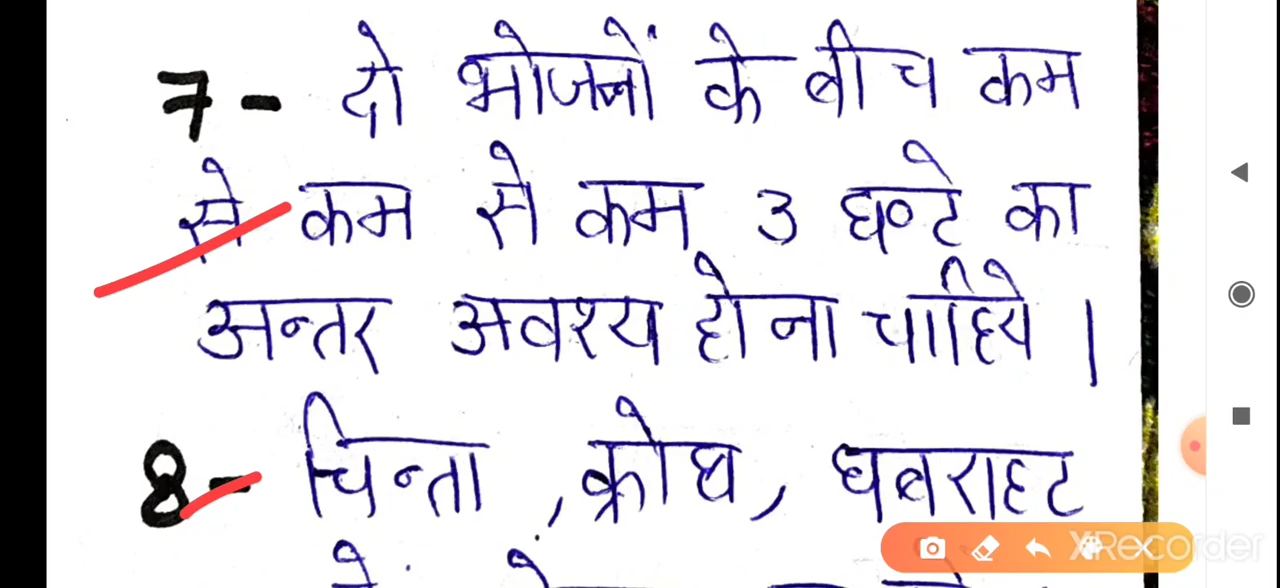 7- दो भोजनों के बीच कम
से कम से कम 3 घण्टे का
अन्तर अवश्य होना चाहिये।
8- चिन्ता, क्रोध, घबराहट
XRecorder